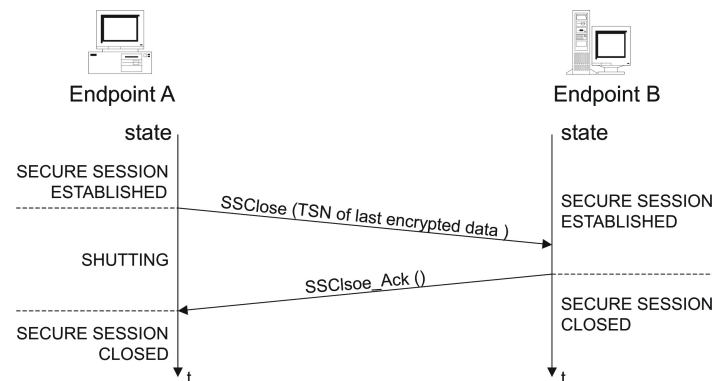 Endpoint A
Endpoint B
state
state
SECURE SESSION
ESTABLISHED
SSClose (TSN of last encrypted data )
SECURE SESSION
ESTABLISHED
SHUTTING
SSClsoe_Ack ()
SECURE SESSION
CLOSED
SECURE SESSION
CLOSED
t
t